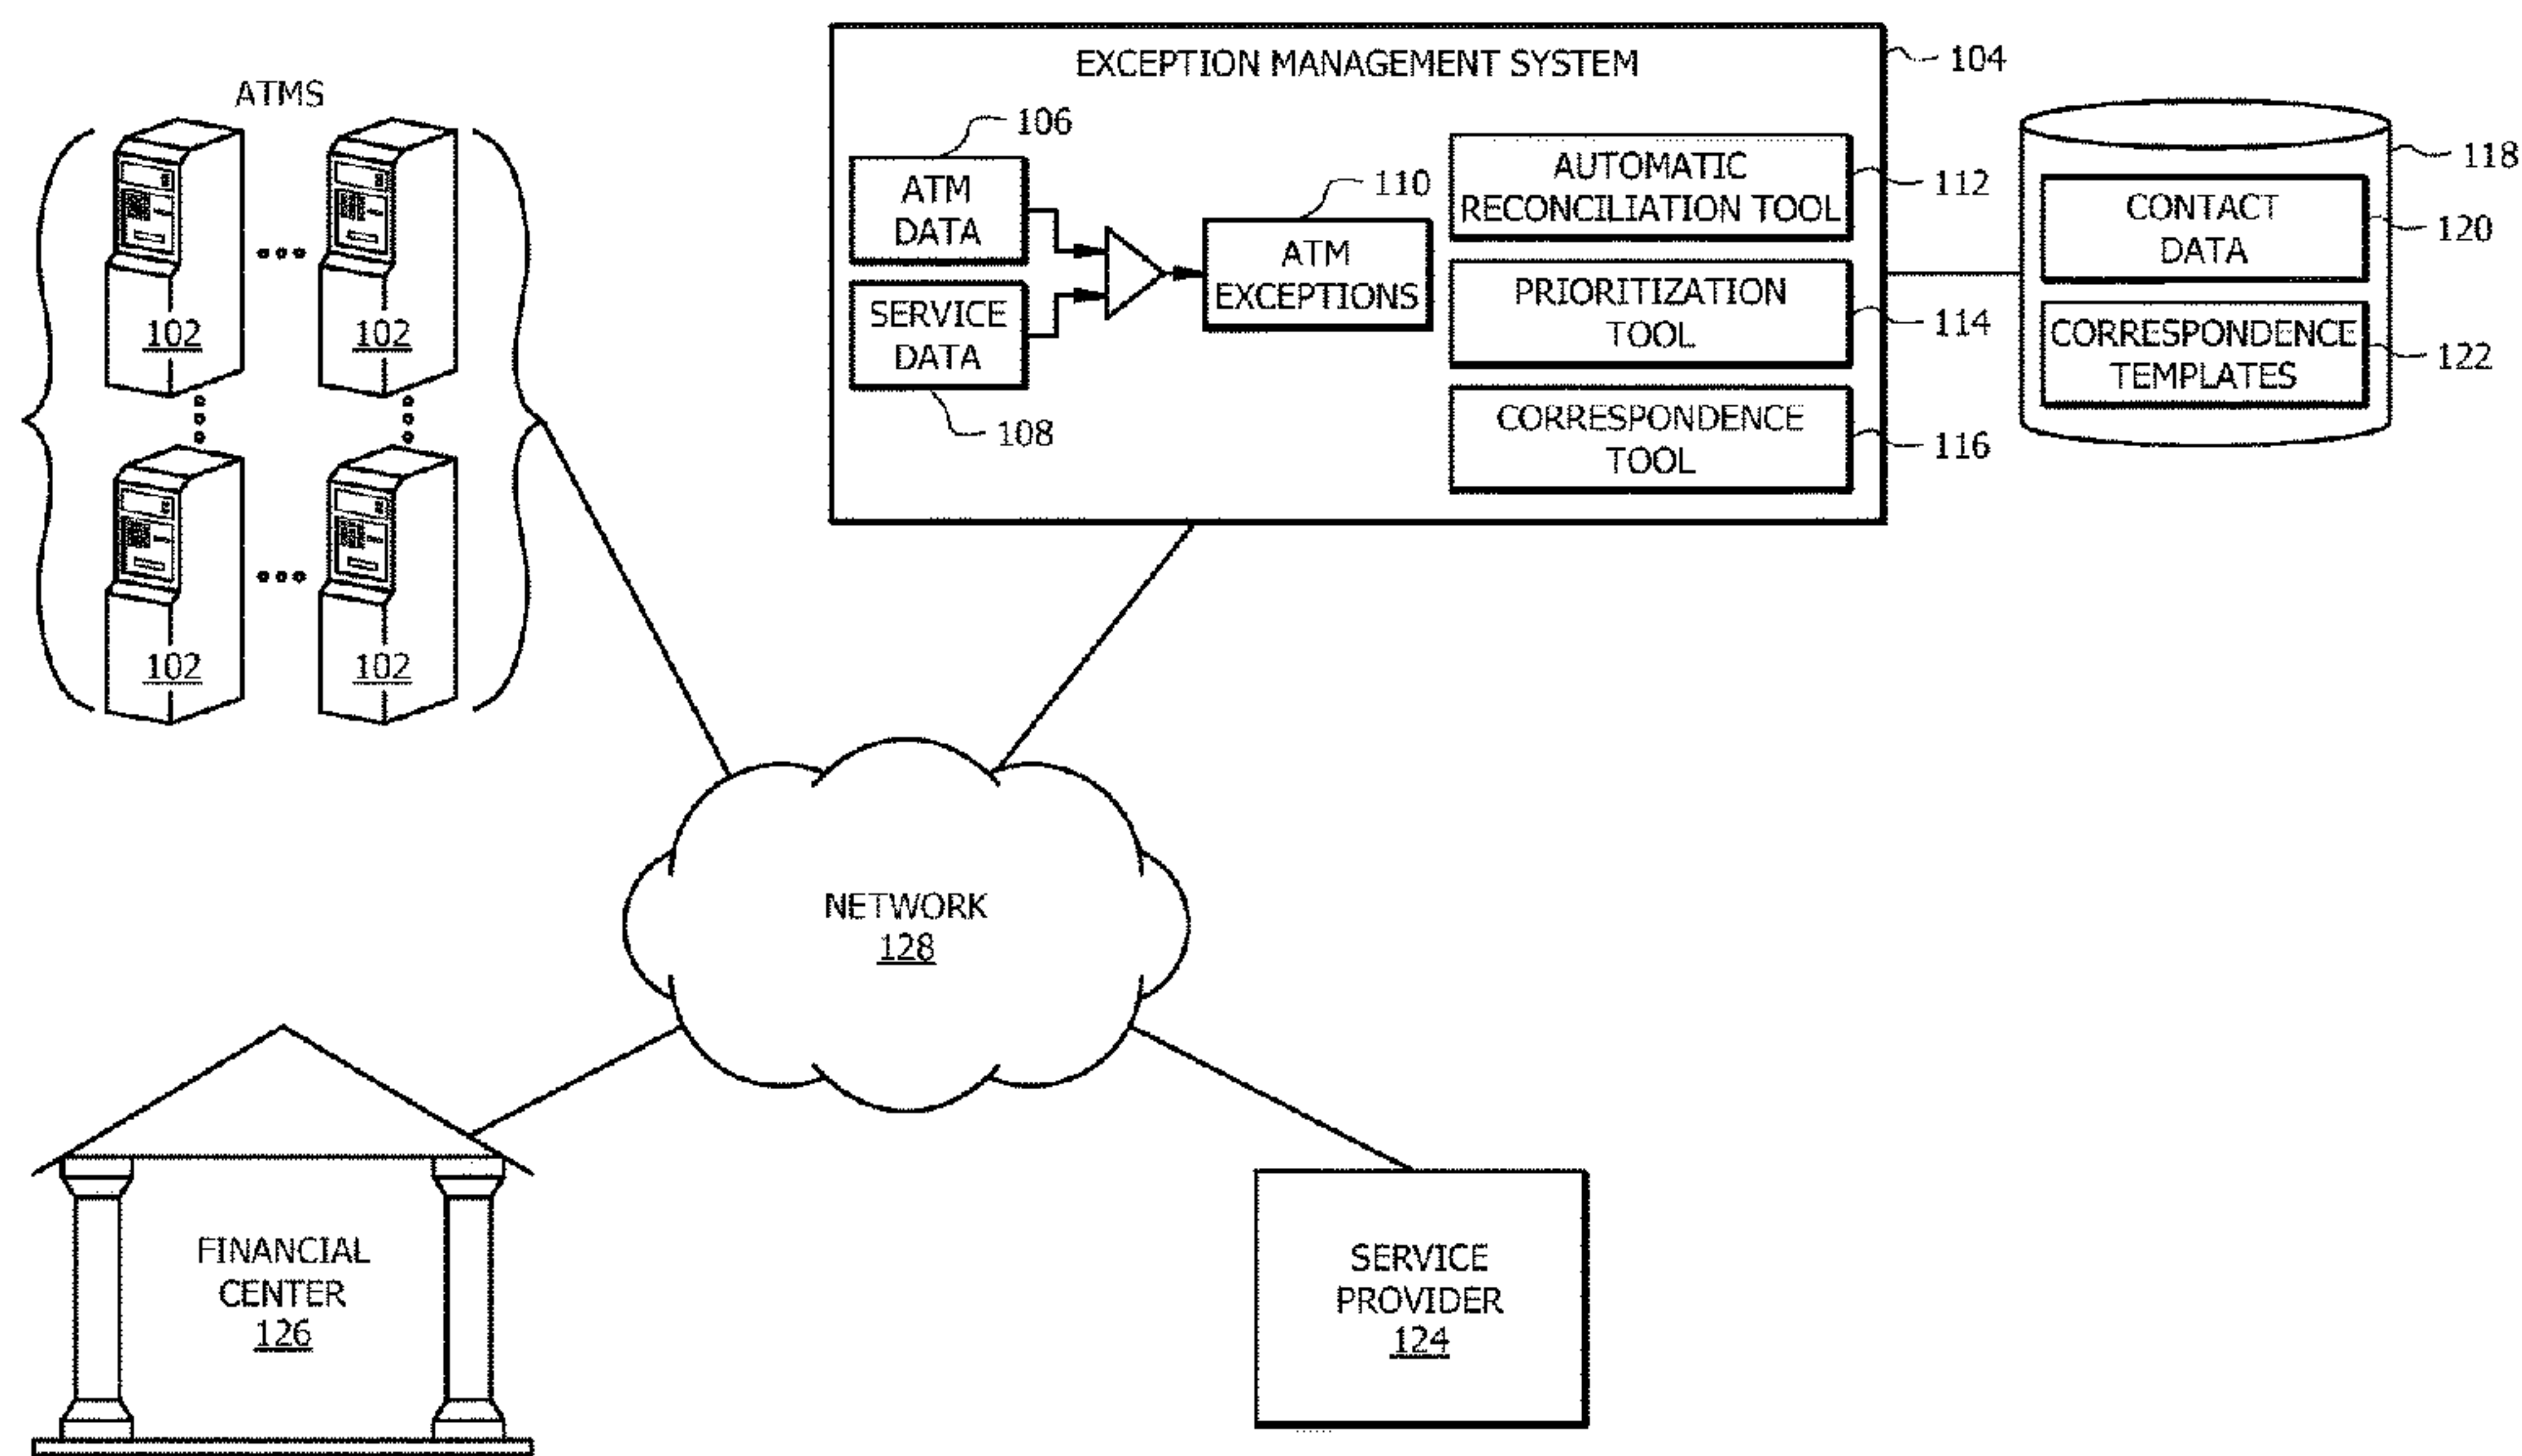 ATMS
102
102
102
102
EXCEPTION MANAGEMENT SYSTEM
104
106
ATM
DATA
SERVICE
DATA
108
110
ATM
EXCEPTIONS
AUTOMATIC
RECONCILIATION TOOL
112
PRIORITIZATION
TOOL
114
CORRESPONDENCE
TOOL
116
118
CONTACT
DATA
120
CORRESPONDENCE
TEMPLATES
122
NETWORK
128
FINANCIAL
CENTER
126
SERVICE
PROVIDER
124